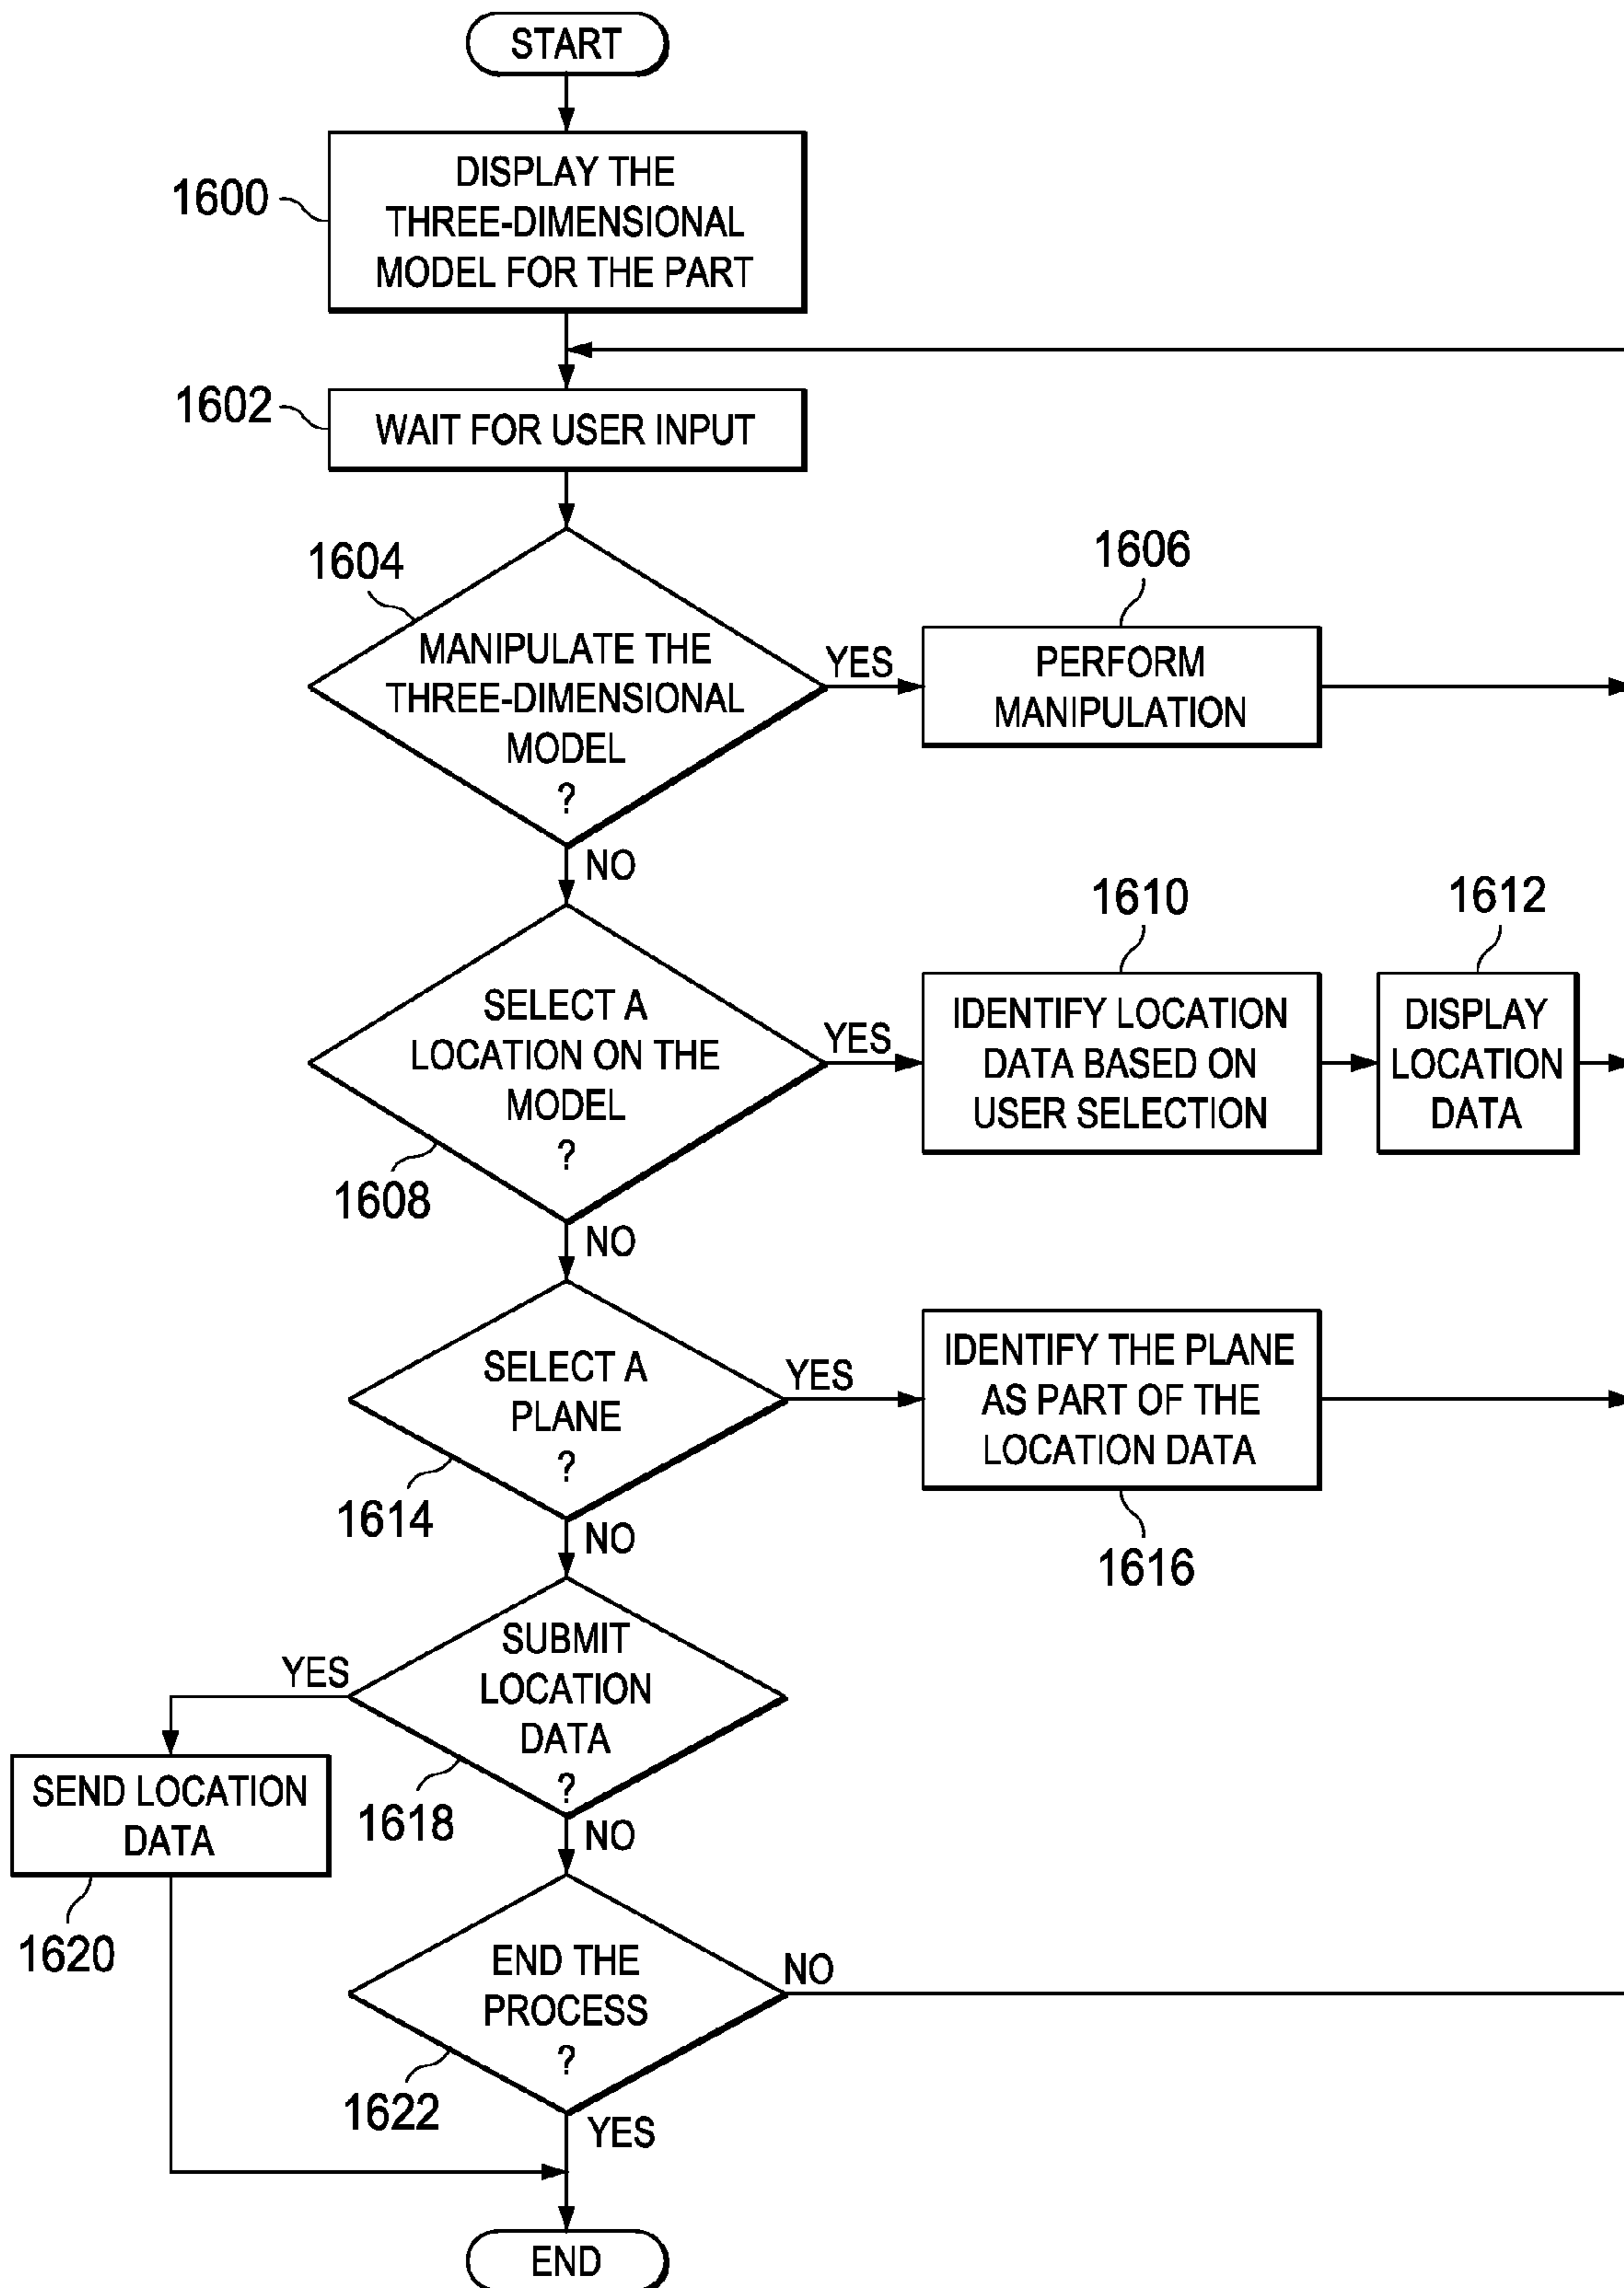 START
1600
DISPLAY THE
THREE-DIMENSIONAL
MODEL FOR THE PART
1602
WAIT FOR USER INPUT
1604
MANIPULATE THE
THREE-DIMENSIONAL
MODEL
?
YES
1606
PERFORM
MANIPULATION
NO
SELECT A
LOCATION ON THE
MODEL
?
1608
YES
1610
IDENTIFY LOCATION
DATA BASED ON
USER SELECTION
1612
DISPLAY
LOCATION
DATA
NO
SELECT A
PLANE
?
1614
YES
IDENTIFY THE PLANE
AS PART OF THE
LOCATION DATA
1616
NO
SUBMIT
LOCATION
DATA
?
1618
YES
SEND LOCATION
DATA
1620
NO
END THE
PROCESS
?
1622
NO
YES
END